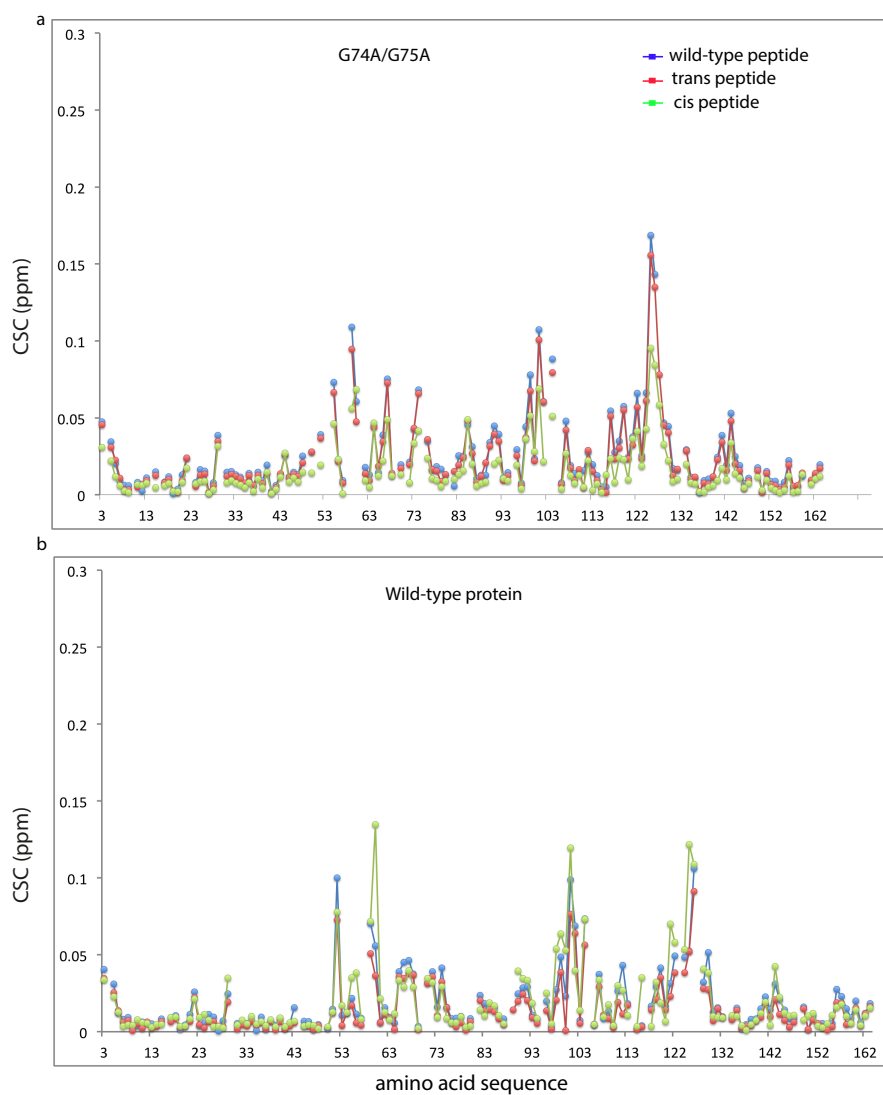 a
0.3
G74A/G75A
wild-type peptide
trans peptide
cis peptide
0.25
0.2
CSC (ppm)
0.15
0.1
0.05
0
3 13 23 33 43 53 63 73 83 93 103 113 122 132 142 152 162
b
0.3
Wild-type protein
0.25
0.2
CSC (ppm)
0.15
0.1
0.05
0
3 13 23 33 43 53 63 73 83 93 103 113 122 132 142 152 162
amino acid sequence